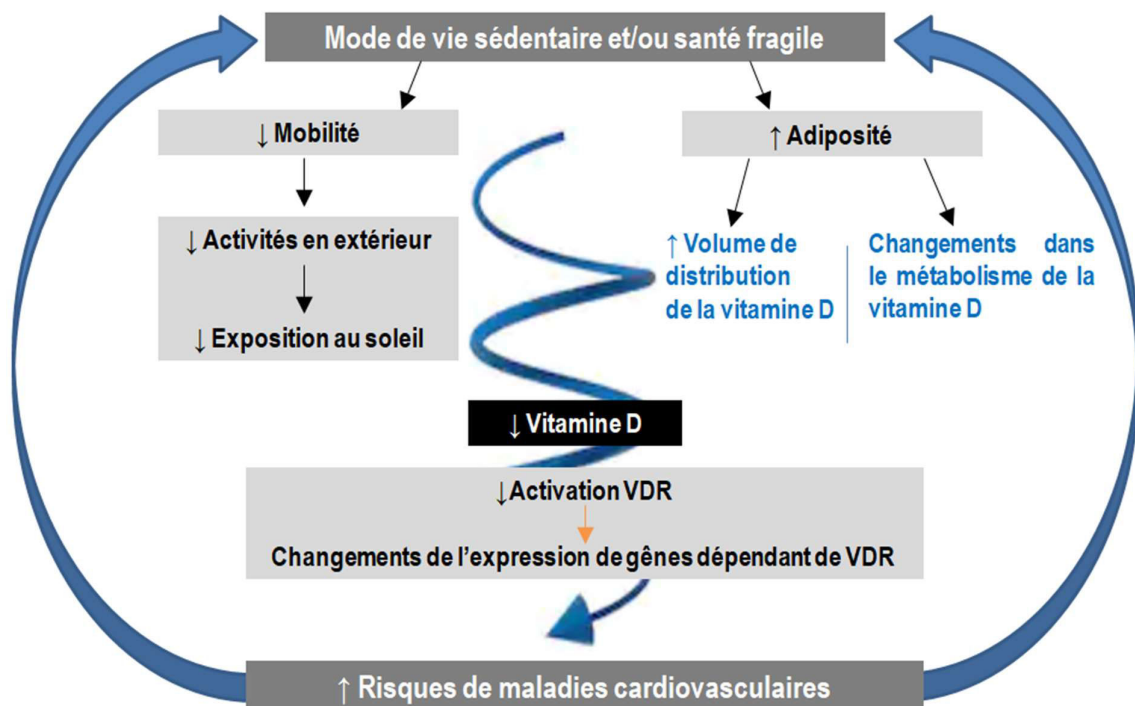 Mode de vie sédentaire et/ou santé fragile
↓ Mobilité
↑ Adiposité
↓ Activités en extérieur
↓ Exposition au soleil
↑ Volume de
distribution
de la vitamine D
Changements dans
le métabolisme de la
vitamine D
↓ Vitamine D
↓Activation VDR
Changements de l’expression de gênes dépendant de VDR
↑ Risques de maladies cardiovasculaires